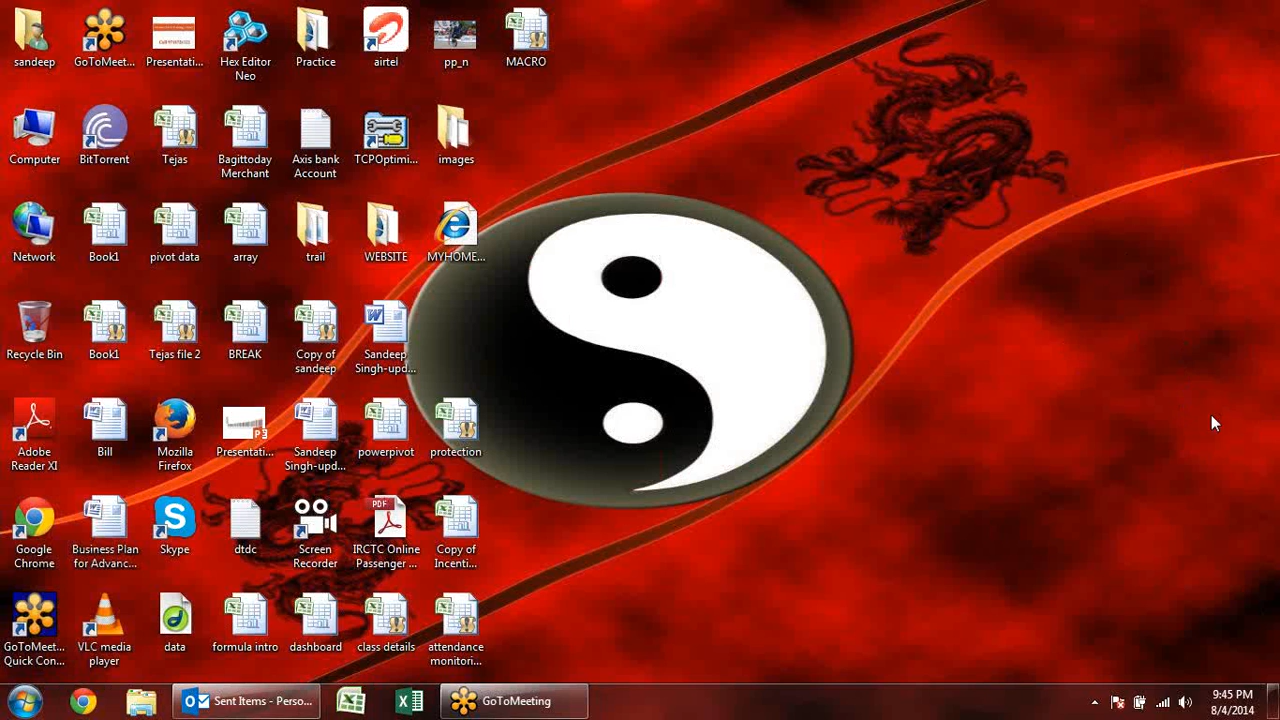 sandeep
GoToMeet...
Presentati...
Hex Editor
Neo
Practice
airtel
pp_n
MACRO
Computer
BitTorrent
Tejas
Bagittoday
Merchant
Axis bank
Account
TCPOptimi...
images
Network
Book1
pivot data
array
trail
WEBSITE
MYHOME...
Recycle Bin
Book1
Tejas file 2
BREAK
Copy of
sandeep
Sandeep
Singh-upd...
Adobe
Reader XI
Bill
Mozilla
Firefox
Presentati...
Sandeep
Singh-upd...
powerpivot
protection
Google
Chrome
Business Plan
for Advanc...
Skype
dtdc
Screen
Recorder
PDF
IRCTC Online
Passenger ...
Copy of
Incenti...
GoToMeet...
Quick Con...
VLC media
player
data
formula intro
dashboard
class details
attendance
monitori...
Sent Items - Perso...
GoToMeeting
9:45 PM
8/4/2014